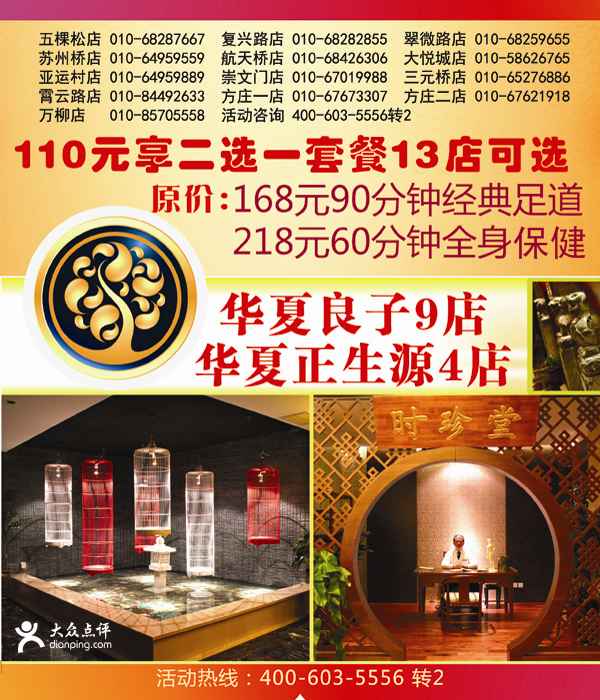 五棵松店 010-68287667 复兴路店 010-68282855 翠微路店 010-68259655
苏州桥店 010-64959559 航天桥店 010-68426306 大悦城店 010-58626765
亚运村店 010-64959889 崇文门店 010-67019988 三元桥店 010-65276886
霄云路店 010-84492633 方庄一店 010-67673307 方庄二店 010-67621918
万柳店 010-85705558 活动咨询 400-603-5556转2
110元享二选一套餐13店可选
原价:168元90分钟经典足道
218元60分钟全身保健
华夏良子9店
华夏正生源4店
时珍堂
大众点评
dianping.com
活动热线：400-603-5556 转2